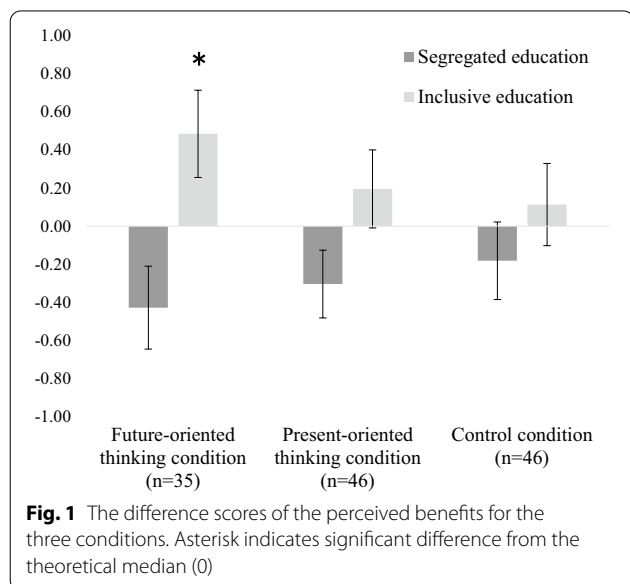 1.00
0.80
0.60
0.40
0.20
0.00
-0.20
-0.40
-0.60
-0.80
-1.00
*
Segregated education
Inclusive education
Future-oriented
thinking condition
(n=35)
Present-oriented
thinking condition
(n=46)
Control condition
(n=46)
Fig. 1 The difference scores of the perceived benefits for the
three conditions. Asterisk indicates significant difference from the
theoretical median (0)